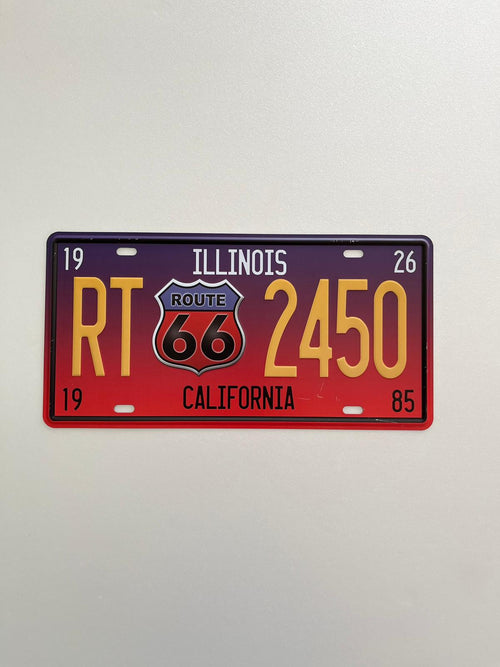 19 ILLINOIS 26
RT ROUTE 66 2450
19 CALIFORNIA 85